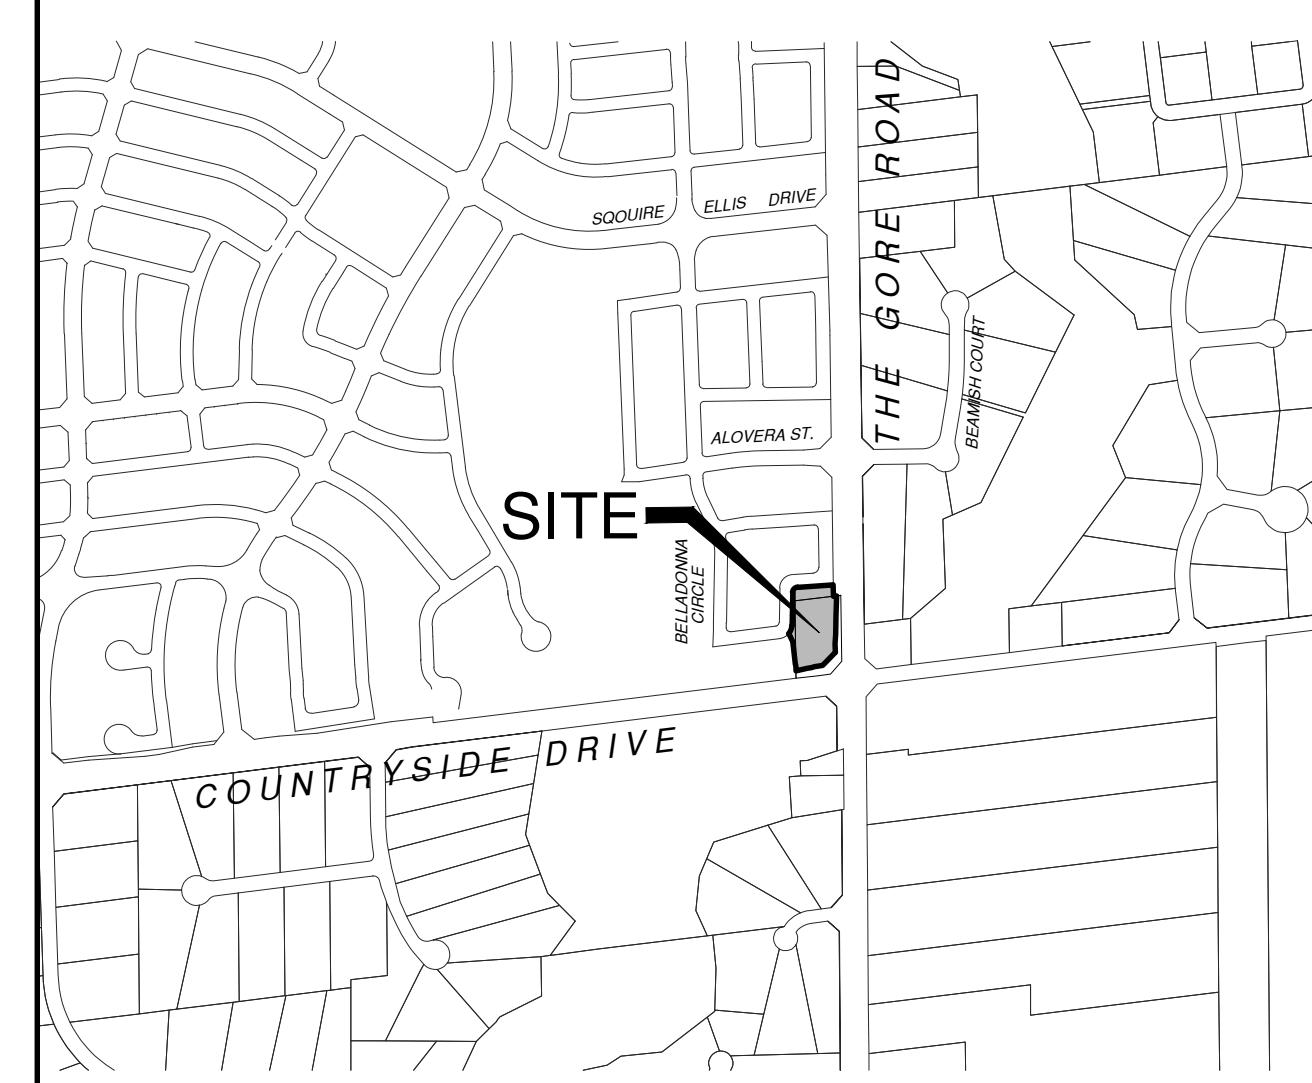 THE GORE ROAD
SQOUIRE ELLIS DRIVE
BEAMISH COURT
ALOVERA ST.
SITE
BELLADONNA
CIRCLE
COUNTRYSIDE DRIVE